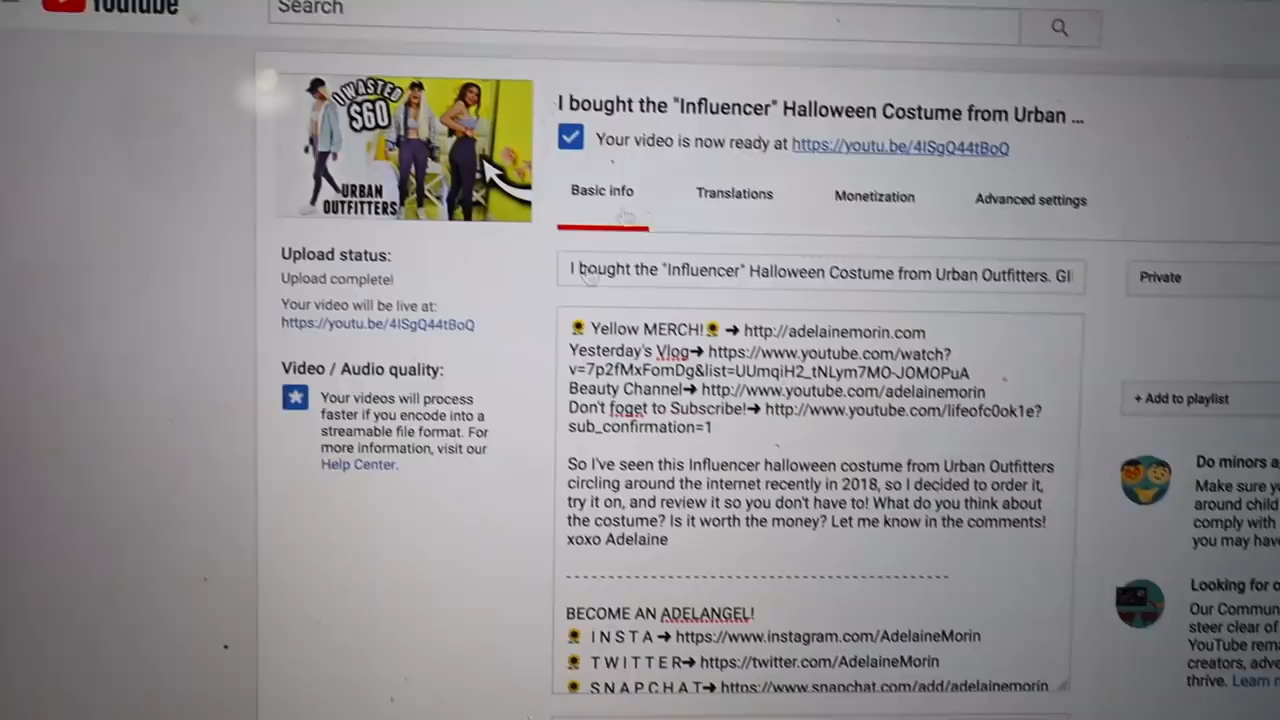 YouTube
Search
I WASTED
$60
URBAN
OUTFITTERS
I bought the "Influencer" Halloween Costume from Urban ...
Your video is now ready at https://youtu.be/4ISgQ44tBoQ
Basic info
Translations
Monetization
Advanced settings
Upload status:
Upload complete!
Your video will be live at:
https://youtu.be/4ISgQ44tBoQ
Video / Audio quality:
Your videos will process
faster if you encode into a
streamable file format. For
more information, visit our
Help Center.
I bought the "Influencer" Halloween Costume from Urban Outfitters. GI
Private
🌻 Yellow MERCH!🌻 ➜ http://adelainemorin.com
Yesterday's Vlog➜ https://www.youtube.com/watch?
v=7p2fMxFomDg&list=UUmqiH2_tNLym7MO-JOMOPuA
Beauty Channel➜ http://www.youtube.com/adelainemorin
Don't foget to Subscribe!➜ http://www.youtube.com/lifeofc0ok1e?
sub_confirmation=1
So I've seen this Influencer halloween costume from Urban Outfitters
circling around the internet recently in 2018, so I decided to order it,
try it on, and review it so you don't have to! What do you think about
the costume? Is it worth the money? Let me know in the comments!
xoxo Adelaine
- - - - - - - - - - - - - - - - - - - - - - - - - - - - - - - - - - - - - - - - - -
BECOME AN ADELANGEL!
🌻 I N S T A ➜ https://www.instagram.com/AdelaineMorin
🌻 T W I T T E R➜ https://twitter.com/AdelaineMorin
🌻 S N A P C H A T➜ https://www.snapchat.com/add/adelainemorin
+ Add to playlist
Do minors a
Make sure y
around child
comply with
you may have
Looking for c
Our Commun
steer clear of
YouTube rem
creators, adve
thrive. Learn r